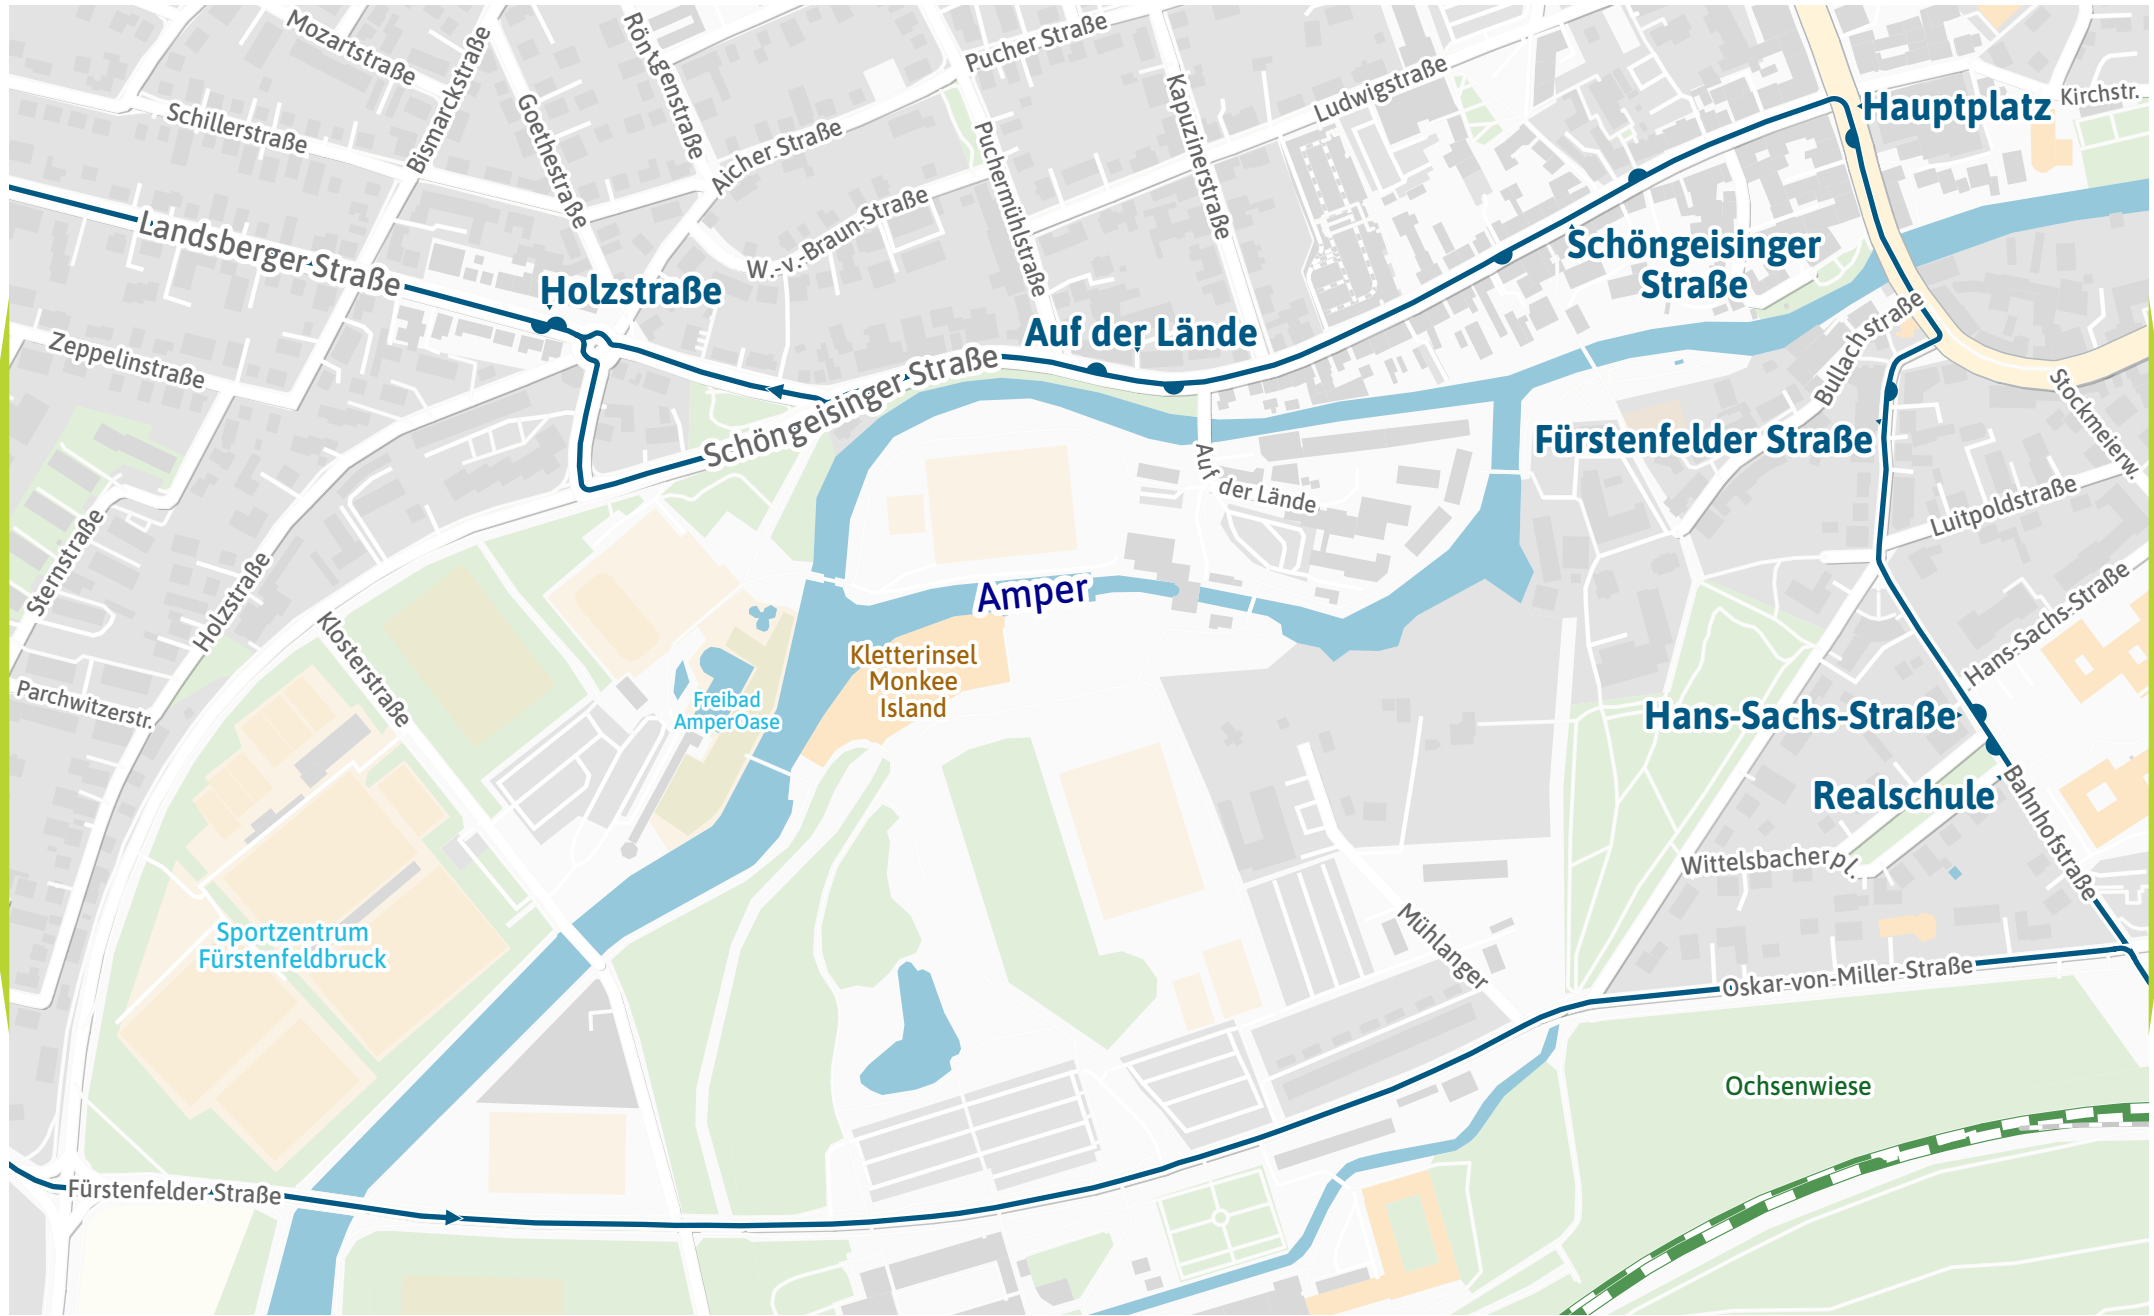 Mozartstraße
Röntgenstraße
Pucher Straße
Bismarckstraße
Schillerstraße
Goethestraße
Kapuzinerstraße
Ludwigstraße
Kirchstr.
Hauptplatz
Aicher Straße
Puchermühlstraße
W.-v.-Braun-Straße
Landsberger Straße
Holzstraße
Schöngeisinger
Straße
Auf der Lände
Zeppelinstraße
Schöngeisinger Straße
Bullachstraße
Stockmeierw.
Fürstenfelder Straße
Auf der Lände
Luitpoldstraße
Sternstraße
Holzstraße
Amper
Hans-Sachs-Straße
Klosterstraße
Kletterinsel
Monkee
Island
Freibad
AmperOase
Parchwitzerstr.
Hans-Sachs-Straße
Realschule
Bahnhofstraße
Wittelsbacherpl.
Sportzentrum
Fürstenfeldbruck
Mühlanger
Oskar-von-Miller-Straße
Ochsenwiese
Fürstenfelder Straße